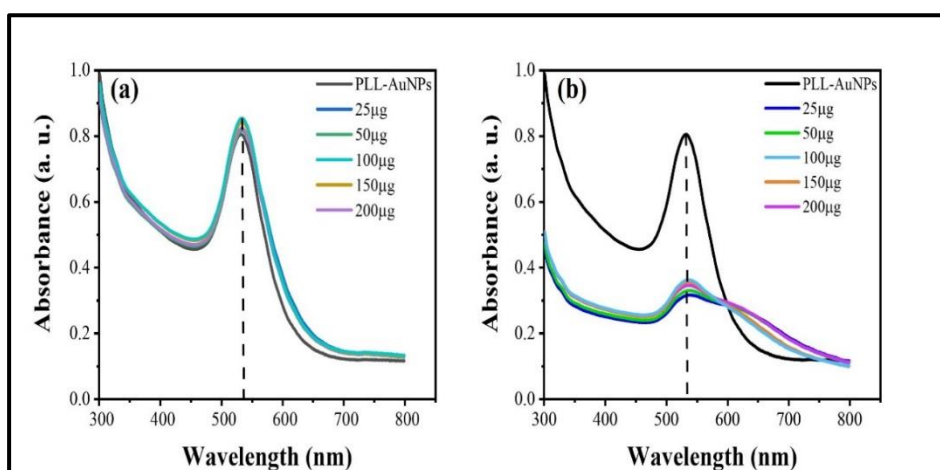 (a)
PLL-AuNPs
25µg
50µg
100µg
150µg
200µg
1.0
0.8
0.6
0.4
0.2
0.0
300 400 500 600 700 800
Absorbance (a. u.)
Wavelength (nm)
(b)
PLL-AuNPs
25µg
50µg
100µg
150µg
200µg
1.0
0.8
0.6
0.4
0.2
0.0
300 400 500 600 700 800
Absorbance (a. u.)
Wavelength (nm)